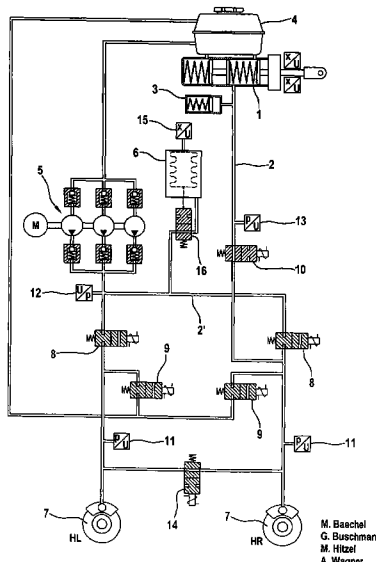 4
3
1
x
U
x
U
15
x
U
6
2
5
M
16
p
U
13
10
12
U
p
2'
8
9
8
9
p
U
11
p
U
11
7
HL
14
7
HR
M. Baechel
G. Buschman
M. Hitzel
A. Wagner